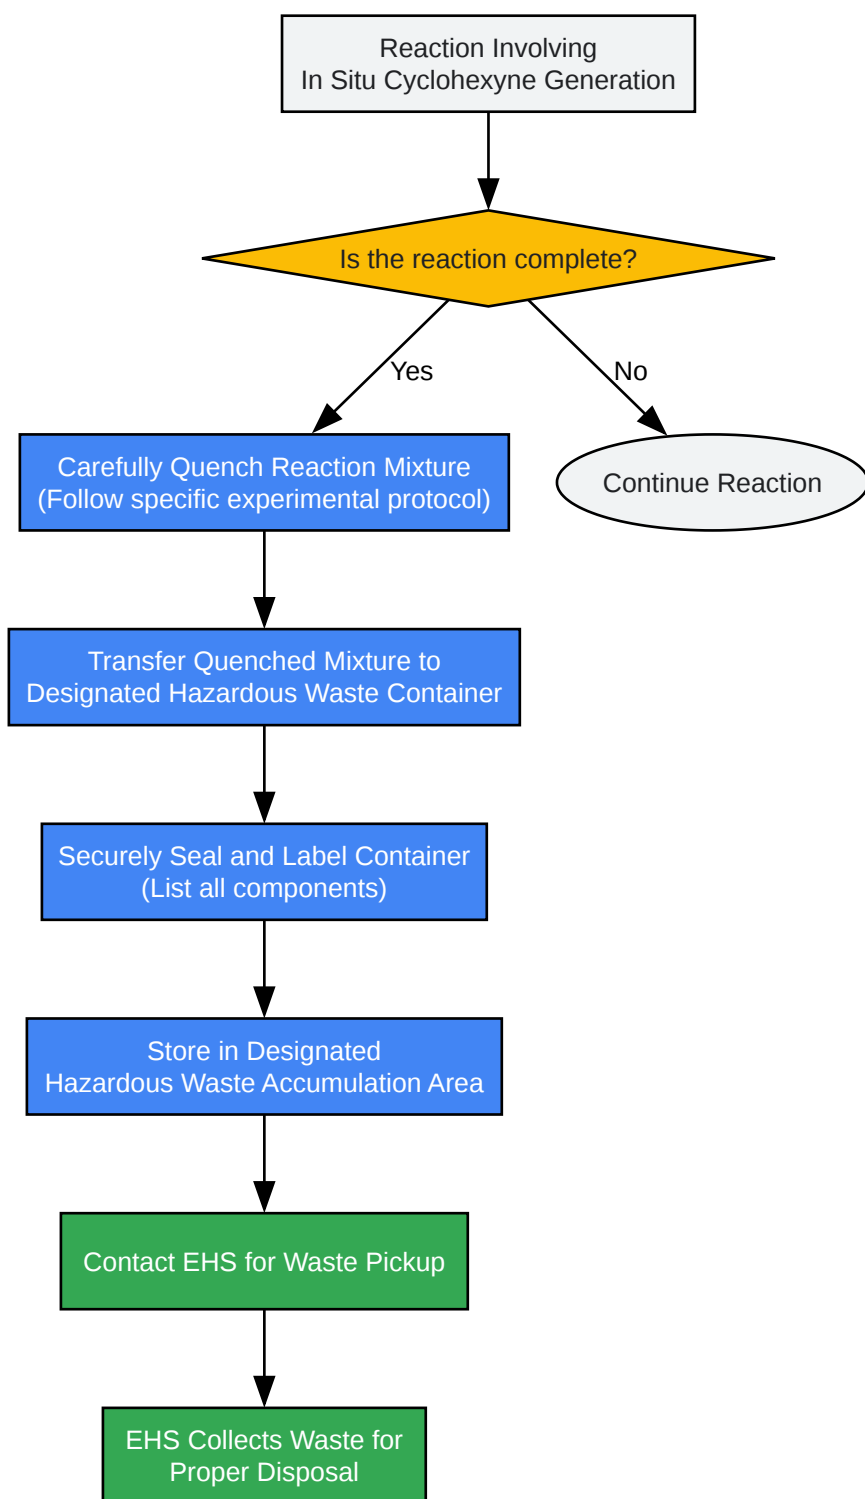 Reaction Involving
In Situ Cyclohexyne Generation
Is the reaction complete?
Yes
No
Carefully Quench Reaction Mixture
(Follow specific experimental protocol)
Continue Reaction
Transfer Quenched Mixture to
Designated Hazardous Waste Container
Securely Seal and Label Container
(List all components)
Store in Designated
Hazardous Waste Accumulation Area
Contact EHS for Waste Pickup
EHS Collects Waste for
Proper Disposal